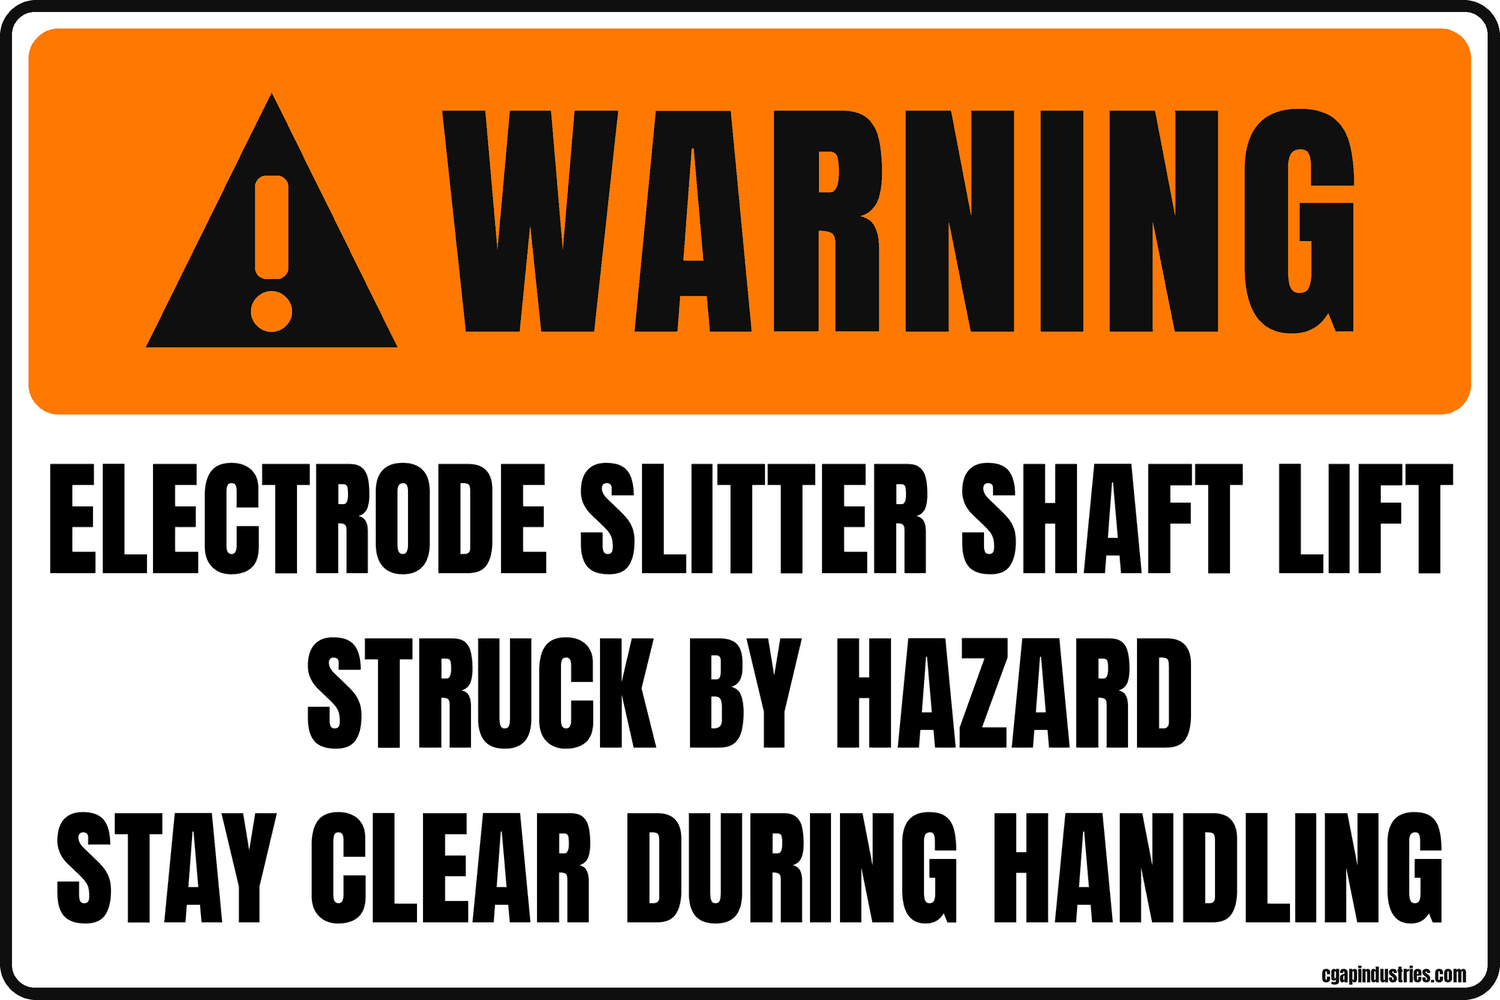 WARNING
ELECTRODE SLITTER SHAFT LIFT
STRUCK BY HAZARD
STAY CLEAR DURING HANDLING
cgapindustries.com